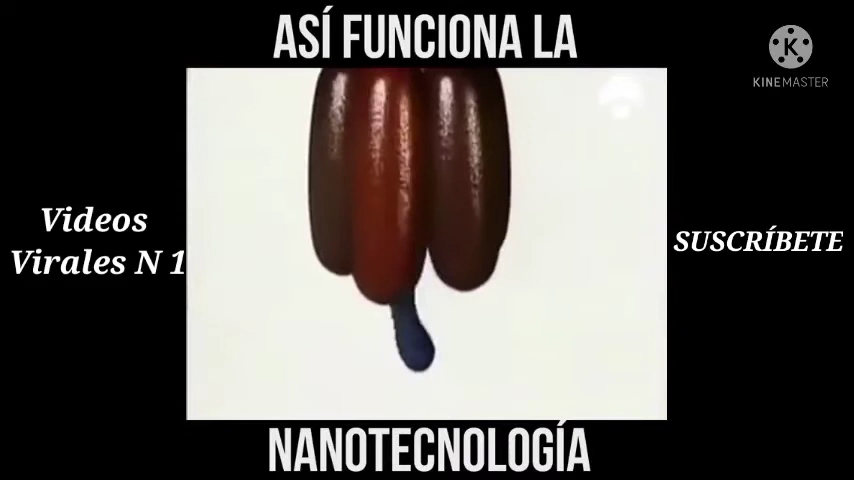 ASÍ FUNCIONA LA
KINEMASTER
Videos
Virales N 1
SUSCRÍBETE
NANOTECNOLOGÍA